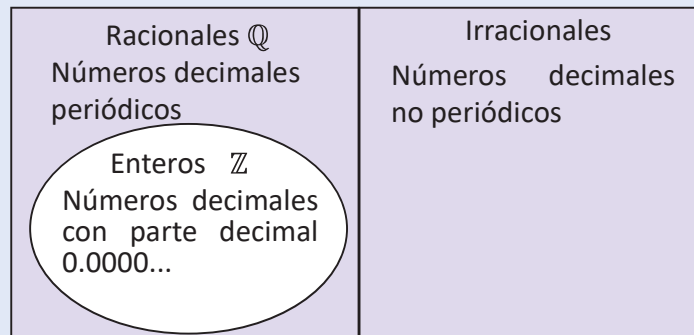 Racionales ℚ
Números decimales
periódicos
Enteros ℤ
Números decimales
con parte decimal
0.0000...
Irracionales
Números decimales
no periódicos